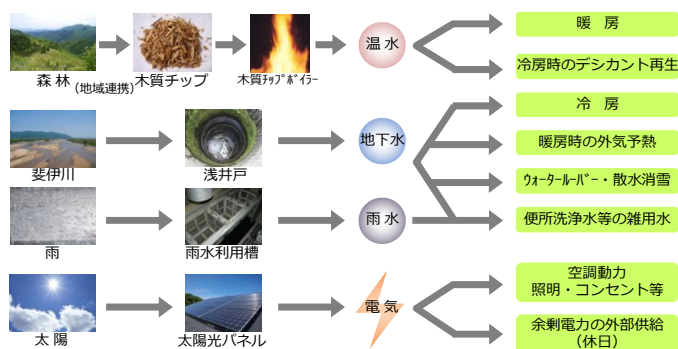 森 林
(地域連携)
木質チップ
木質ﾁｯﾌﾟﾎﾞｲﾗｰ
温 水
暖　房
冷房時のデシカント再生
斐伊川
浅井戸
地下水
冷　房
暖房時の外気予熱
ｳｫｰﾀｰﾙｰﾊﾞｰ・散水消雪
雨
雨水利用槽
雨 水
便所洗浄水等の雑用水
太 陽
太陽光パネル
電 気
空調動力
照明・コンセント等
余剰電力の外部供給
（休日）